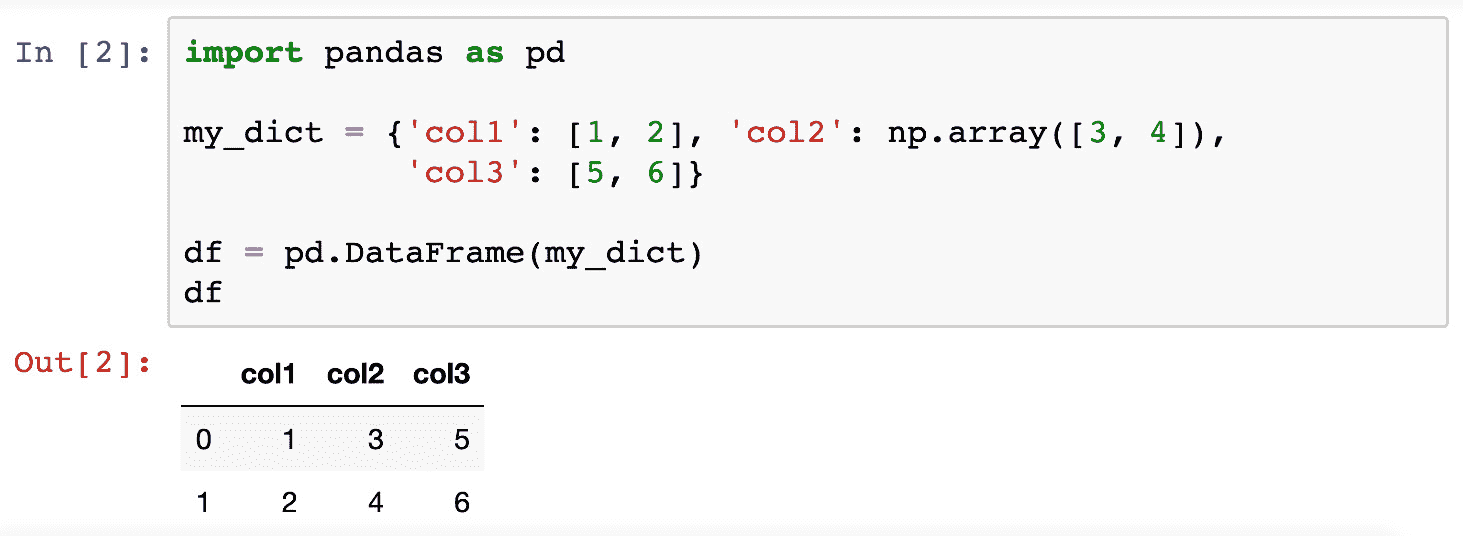 In [2]: import pandas as pd
my_dict = {'col1': [1, 2], 'col2': np.array([3, 4]),
'col3': [5, 6]}
df = pd.DataFrame(my_dict)
df
Out[2]:
col1 col2 col3
0 1 3 5
1 2 4 6